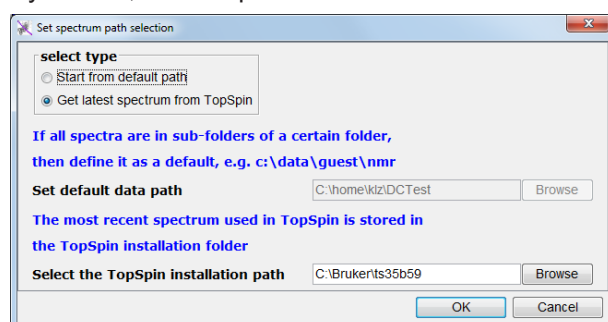 Set spectrum path selection
select type
Start from default path
Get latest spectrum from TopSpin
If all spectra are in sub-folders of a certain folder,
then define it as a default, e.g. c:\data\guest\nmr
Set default data path C:\home\klz\DCTest Browse
The most recent spectrum used in TopSpin is stored in
the TopSpin installation folder
Select the TopSpin installation path C:\Bruker\ts35b59 Browse
OK Cancel